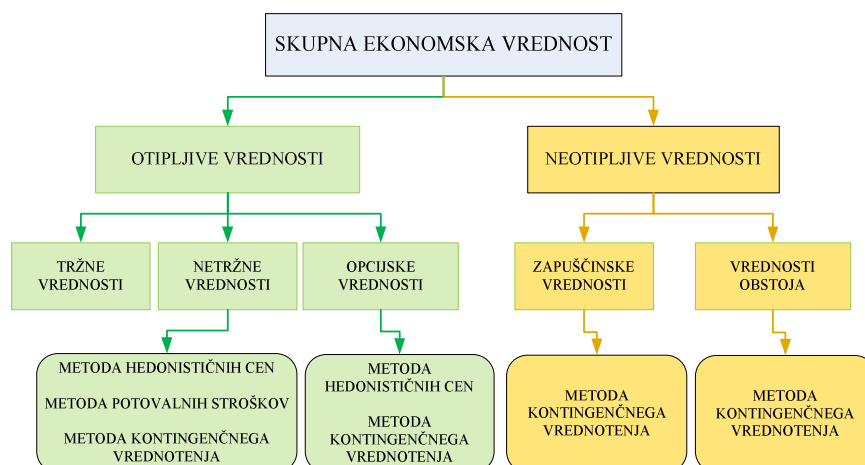 SKUPNA EKONOMSKA VREDNOST
OTIPLJIVE VREDNOSTI
NEOTIPLJIVE VREDNOSTI
TRŽNE
VREDNOSTI
NETRŽNE
VREDNOSTI
OPCIJSKE
VREDNOSTI
ZAPUŠČINSKE
VREDNOSTI
VREDNOSTI
OBSTOJA
METODA HEDONISTIČNIH CEN
METODA POTOVALNIH STROŠKOV
METODA KONTINGENČNEGA
VREDNOTENJA
METODA
HEDONISTIČNIH CEN
METODA
KONTINGENČNEGA
VREDNOTENJA
METODA
KONTINGENČNEGA
VREDNOTENJA
METODA
KONTINGENČNEGA
VREDNOTENJA